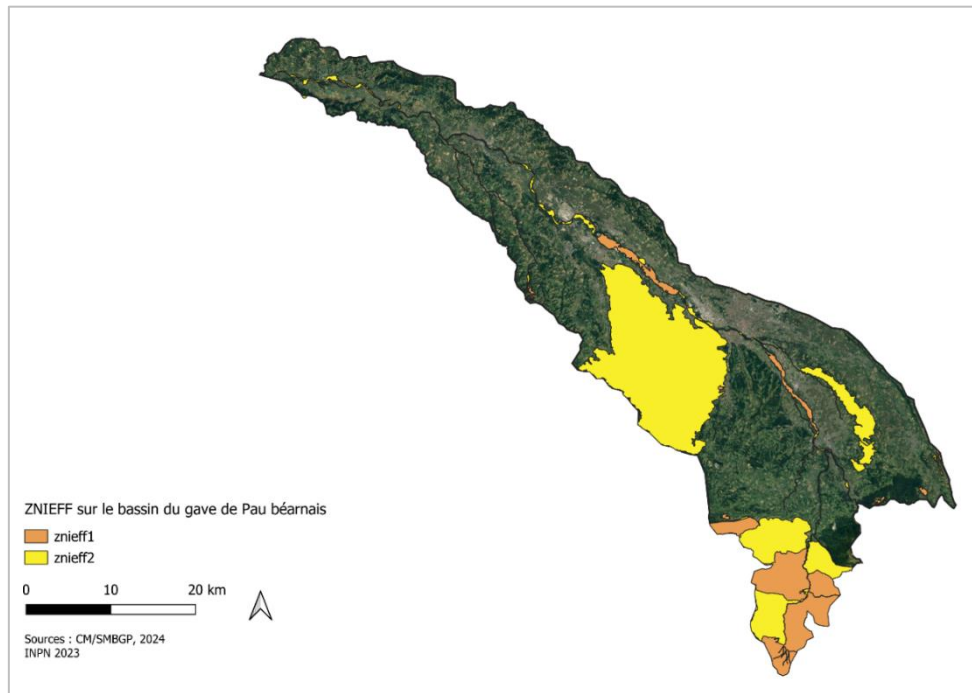 ZNIEFF sur le bassin du gave de Pau béarnais
znieff1
znieff2
0 10 20 km
Sources : CM/SMBGP, 2024
INPN 2023